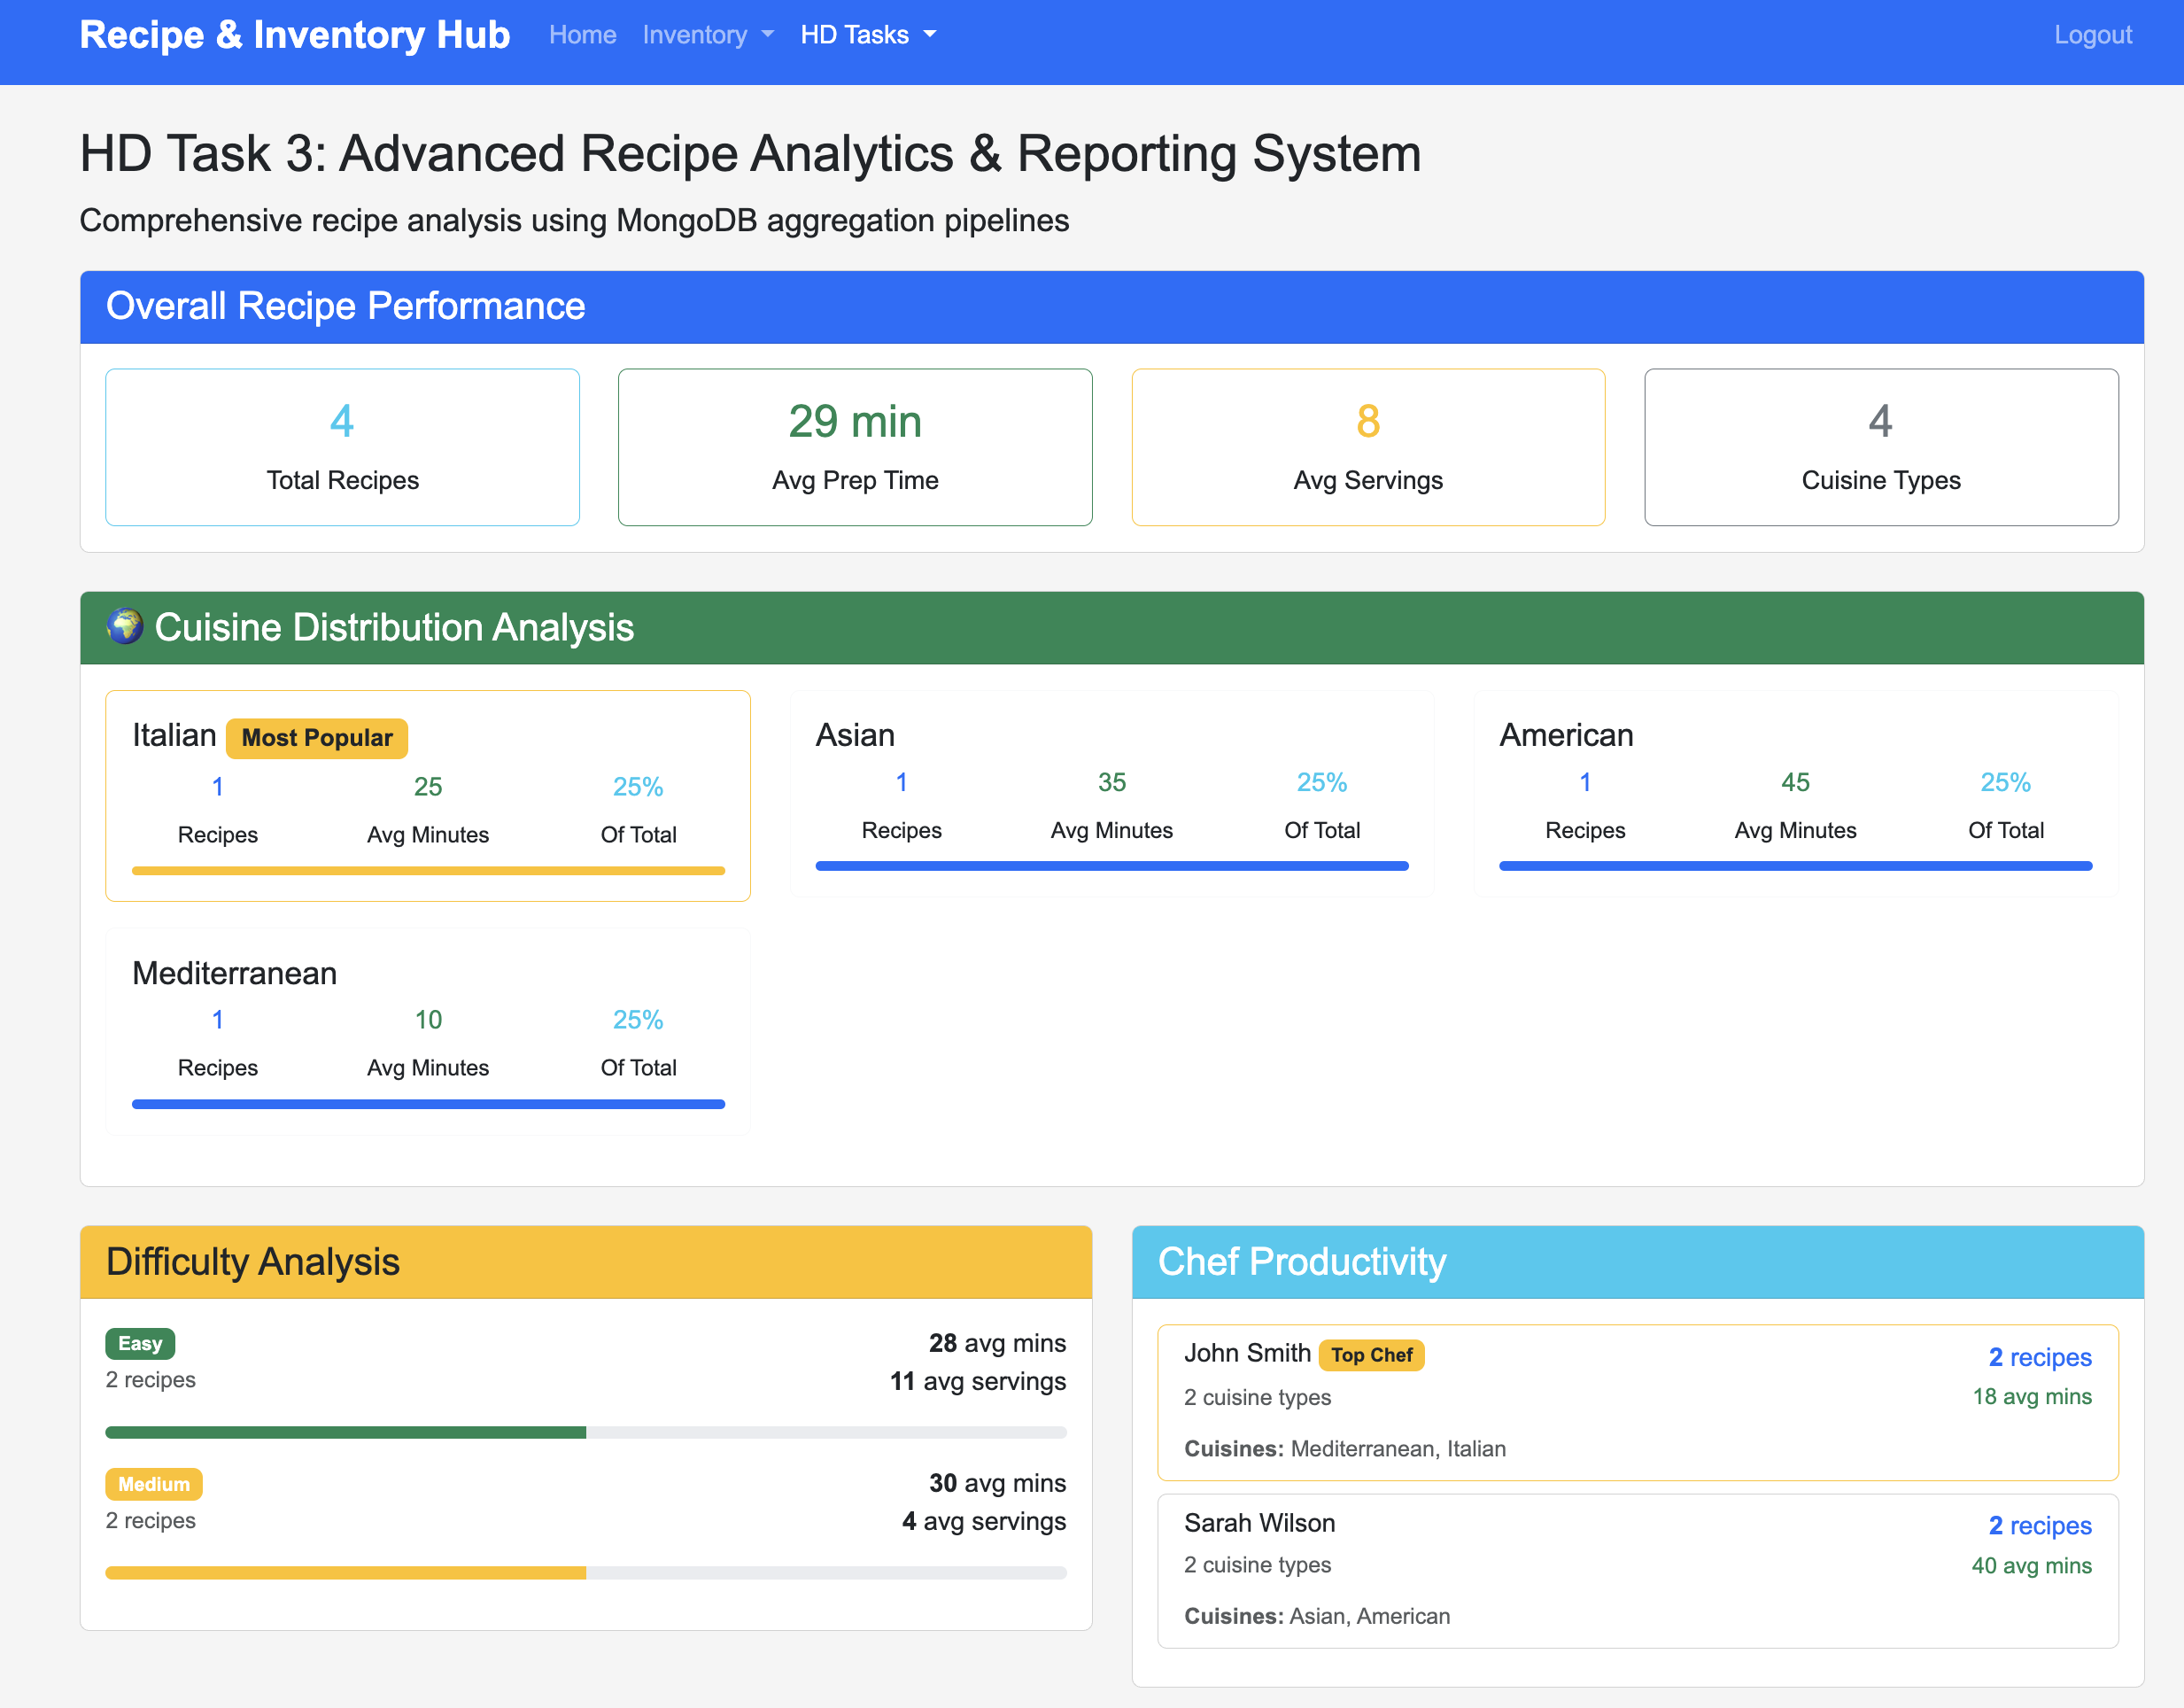 Recipe & Inventory Hub Home Inventory HD Tasks Logout
HD Task 3: Advanced Recipe Analytics & Reporting System
Comprehensive recipe analysis using MongoDB aggregation pipelines
Overall Recipe Performance
4
Total Recipes
29 min
Avg Prep Time
8
Avg Servings
4
Cuisine Types
🌍 Cuisine Distribution Analysis
Italian Most Popular
1 25 25%
Recipes Avg Minutes Of Total
Asian
1 35 25%
Recipes Avg Minutes Of Total
American
1 45 25%
Recipes Avg Minutes Of Total
Mediterranean
1 10 25%
Recipes Avg Minutes Of Total
Difficulty Analysis
Easy 28 avg mins
2 recipes 11 avg servings
Medium 30 avg mins
2 recipes 4 avg servings
Chef Productivity
John Smith Top Chef 2 recipes
2 cuisine types 18 avg mins
Cuisines: Mediterranean, Italian
Sarah Wilson 2 recipes
2 cuisine types 40 avg mins
Cuisines: Asian, American